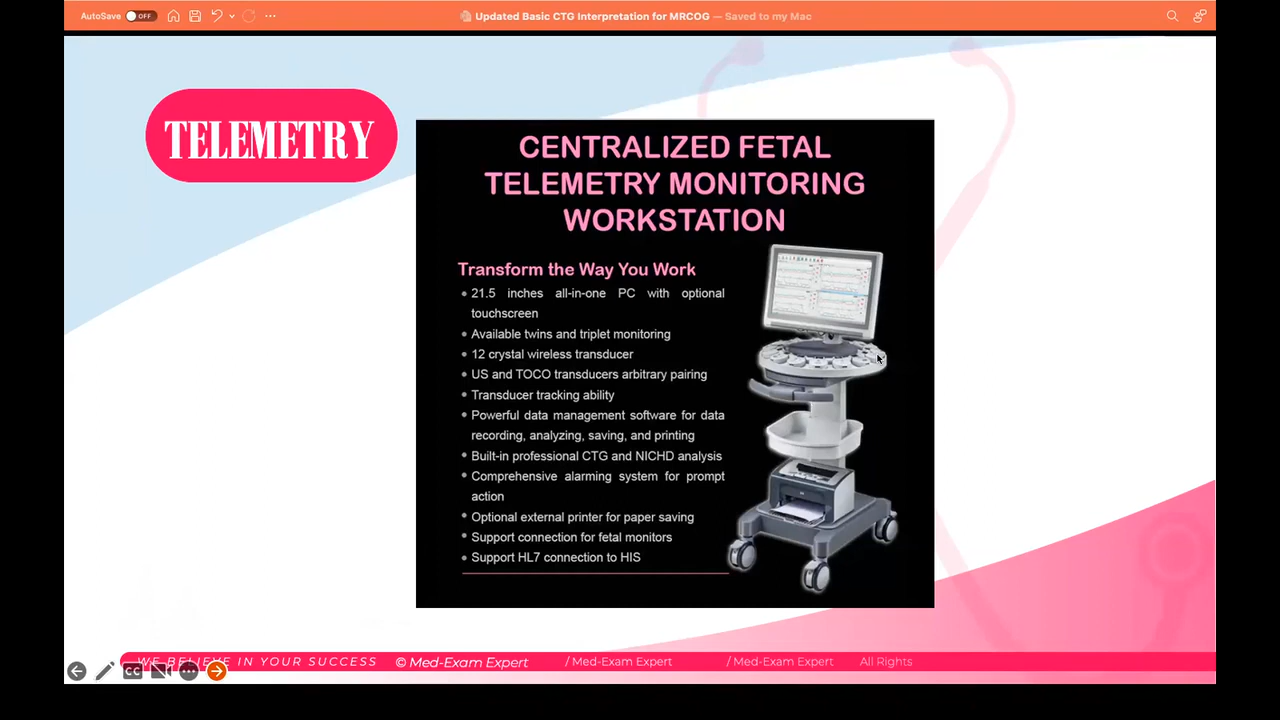 AutoSave OFF
Updated Basic CTG Interpretation for MRCOG — Saved to my Mac
TELEMETRY
CENTRALIZED FETAL
TELEMETRY MONITORING
WORKSTATION
Transform the Way You Work
• 21.5 inches all-in-one PC with optional
touchscreen
• Available twins and triplet monitoring
• 12 crystal wireless transducer
• US and TOCO transducers arbitrary pairing
• Transducer tracking ability
• Powerful data management software for data
recording, analyzing, saving, and printing
• Built-in professional CTG and NICHD analysis
• Comprehensive alarming system for prompt
action
• Optional external printer for paper saving
• Support connection for fetal monitors
• Support HL7 connection to HIS
WE BELIEVE IN YOUR SUCCESS © Med-Exam Expert / Med-Exam Expert / Med-Exam Expert All Rights
CC